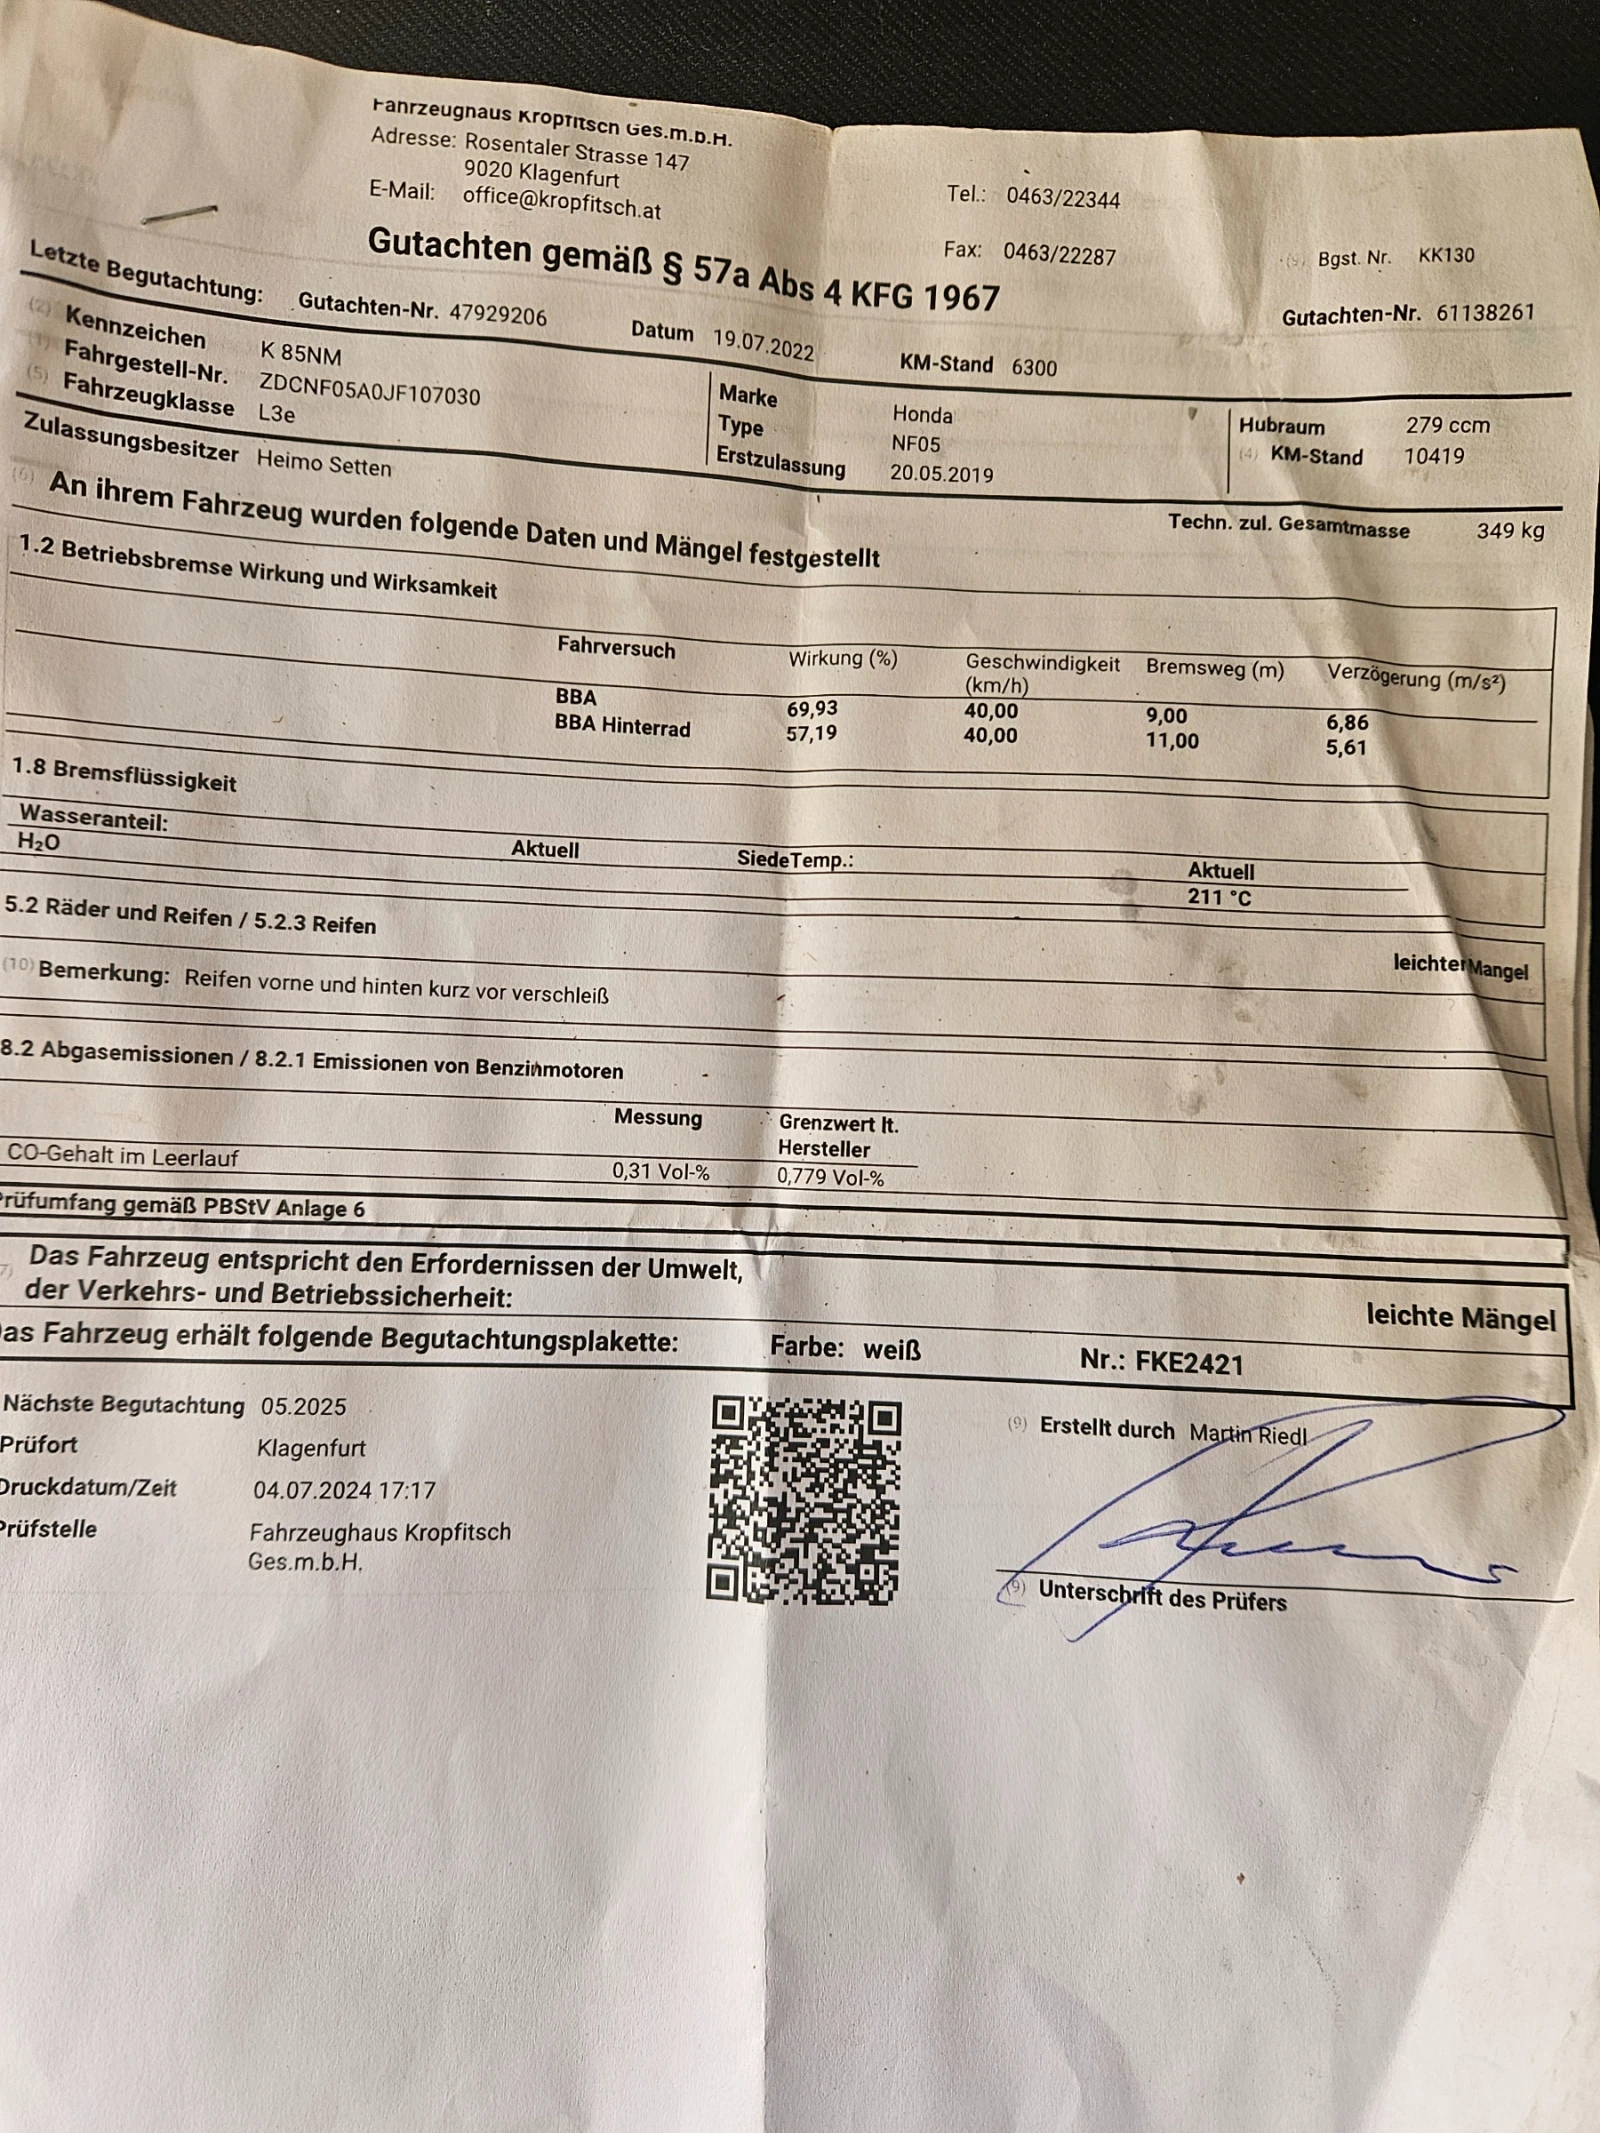 Fahrzeughaus Kropfitsch Ges.m.b.H.
Adresse: Rosentaler Strasse 147
9020 Klagenfurt
E-Mail: office@kropfitsch.at
Tel.: 0463/22344
Fax: 0463/22287
Bgst. Nr. KK130
Gutachten gemäß § 57a Abs 4 KFG 1967
Gutachten-Nr. 61138261
Letzte Begutachtung: Gutachten-Nr. 47929206 Datum 19.07.2022 KM-Stand 6300
(2) Kennzeichen K 85NM
(1) Fahrgestell-Nr. ZDCNF05A0JF107030
(5) Fahrzeugklasse L3e
Marke Honda
Type NF05
Erstzulassung 20.05.2019
Hubraum 279 ccm
(4) KM-Stand 10419
Zulassungsbesitzer Heimo Setten
Techn. zul. Gesamtmasse 349 kg
(6) An ihrem Fahrzeug wurden folgende Daten und Mängel festgestellt
1.2 Betriebsbremse Wirkung und Wirksamkeit
Fahrversuch Wirkung (%) Geschwindigkeit (km/h) Bremsweg (m) Verzögerung (m/s²)
BBA 69,93 40,00 9,00 6,86
BBA Hinterrad 57,19 40,00 11,00 5,61
1.8 Bremsflüssigkeit
Wasseranteil: Aktuell SiedeTemp.: Aktuell
H₂O 211 °C
5.2 Räder und Reifen / 5.2.3 Reifen leichter Mangel
(10) Bemerkung: Reifen vorne und hinten kurz vor verschleiß
8.2 Abgasemissionen / 8.2.1 Emissionen von Benzinmotoren
Messung Grenzwert lt.
Hersteller
CO-Gehalt im Leerlauf 0,31 Vol-% 0,779 Vol-%
Prüfumfang gemäß PBStV Anlage 6
7) Das Fahrzeug entspricht den Erfordernissen der Umwelt,
der Verkehrs- und Betriebssicherheit: leichte Mängel
Das Fahrzeug erhält folgende Begutachtungsplakette: Farbe: weiß Nr.: FKE2421
Nächste Begutachtung 05.2025
Prüfort Klagenfurt
Druckdatum/Zeit 04.07.2024 17:17
Prüfstelle Fahrzeughaus Kropfitsch
Ges.m.b.H.
(9) Erstellt durch Martin Riedl
(9) Unterschrift des Prüfers